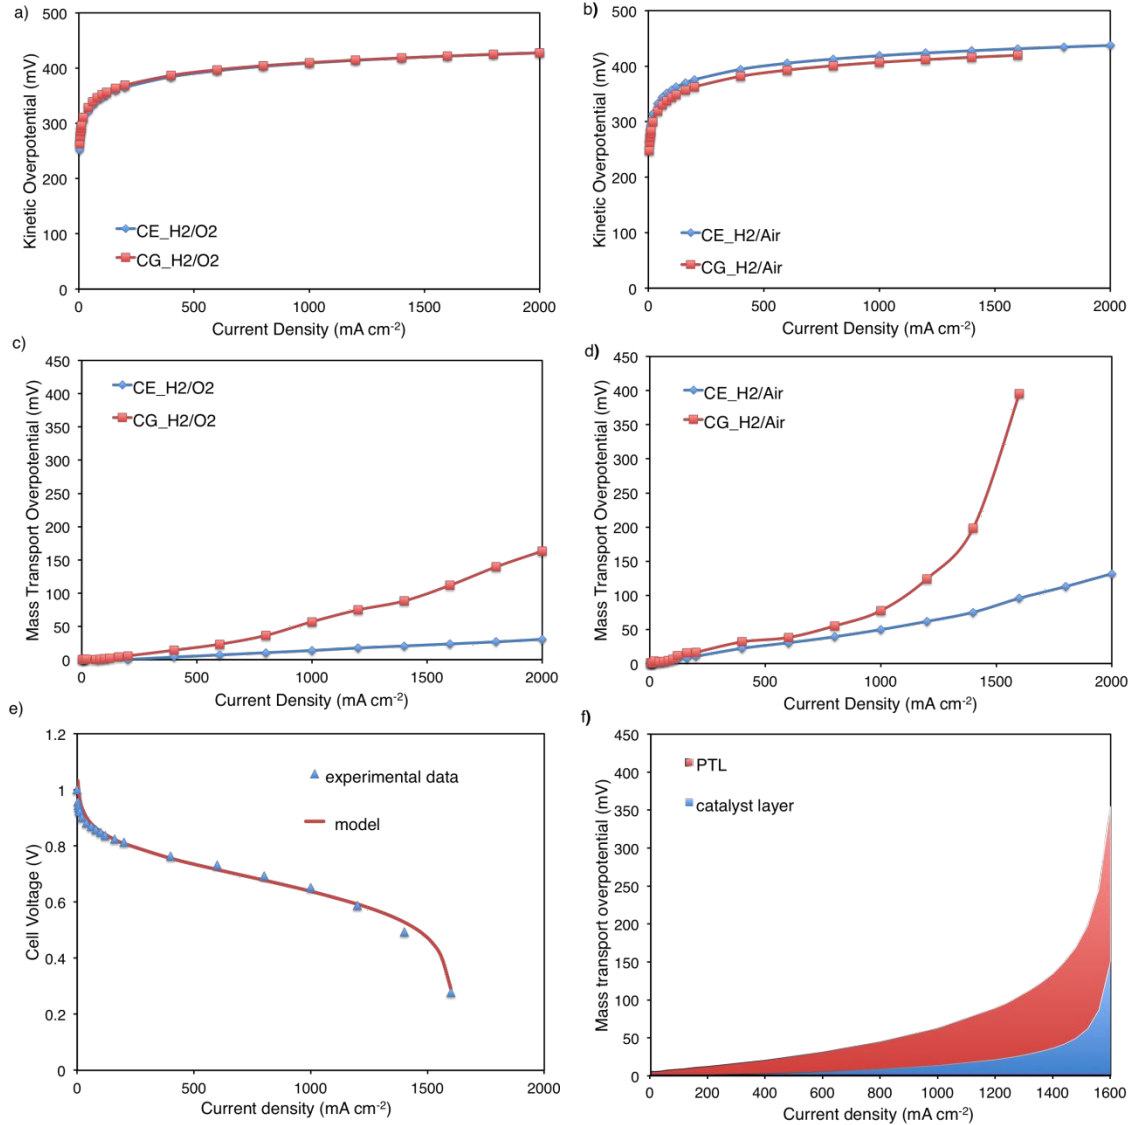 a)
500
400
300
200
100
0
Kinetic Overpotential (mV)
CE_H2/O2
CG_H2/O2
0 500 1000 1500 2000
Current Density (mA cm-2)
b)
500
400
300
200
100
0
Kinetic Overpotential (mV)
CE_H2/Air
CG_H2/Air
0 500 1000 1500 2000
Current Density (mA cm-2)
c)
450
400
350
300
250
200
150
100
50
0
Mass Transport Overpotential (mV)
CE_H2/O2
CG_H2/O2
0 500 1000 1500 2000
Current Density (mA cm-2)
d)
450
400
350
300
250
200
150
100
50
0
Mass Transport Overpotential (mV)
CE_H2/Air
CG_H2/Air
500 1000 1500 2000
Current Density (mA cm-2)
e)
1.2
1
0.8
0.6
0.4
0.2
0
Cell Voltage (V)
experimental data
model
0 500 1000 1500 2000
Current density (mA cm-2)
f)
450
400
350
300
250
200
150
100
50
0
Mass transport overpotential (mV)
PTL
catalyst layer
0 200 400 600 800 1000 1200 1400 1600
Current density (mA cm-2)